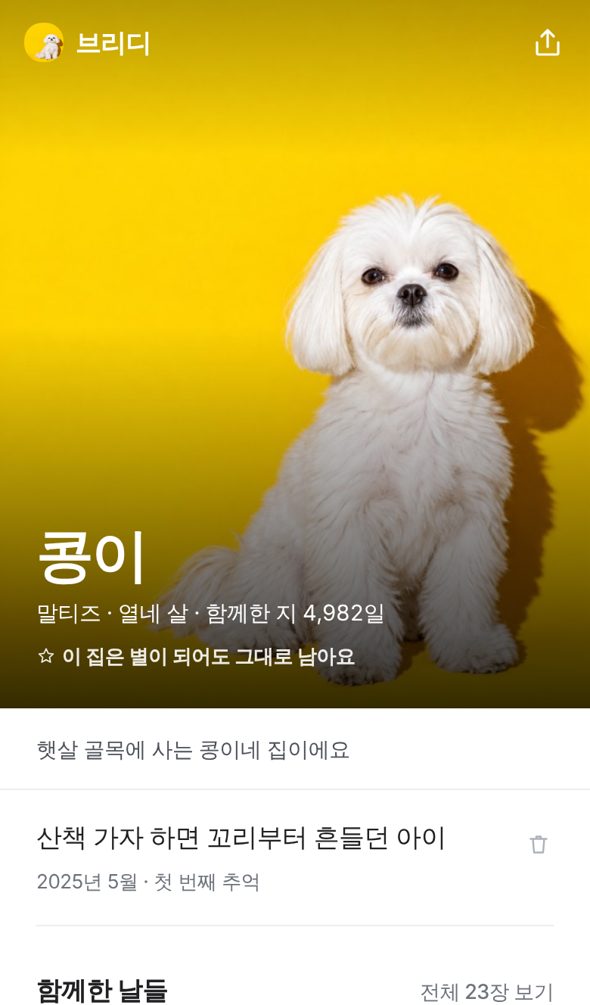 브리디
콩이
말티즈 · 열네 살 · 함께한 지 4,982일
이 집은 별이 되어도 그대로 남아요
햇살 골목에 사는 콩이네 집이에요
산책 가자 하면 꼬리부터 흔들던 아이
2025년 5월 · 첫 번째 추억
함께한 날들
전체 23장 보기